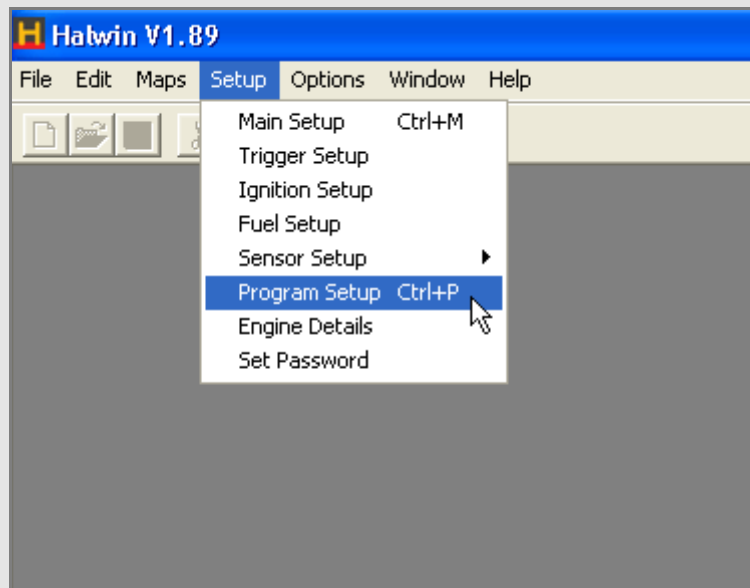 Halwin V1.89
File Edit Maps Setup Options Window Help
Main Setup Ctrl+M
Trigger Setup
Ignition Setup
Fuel Setup
Sensor Setup
Program Setup Ctrl+P
Engine Details
Set Password